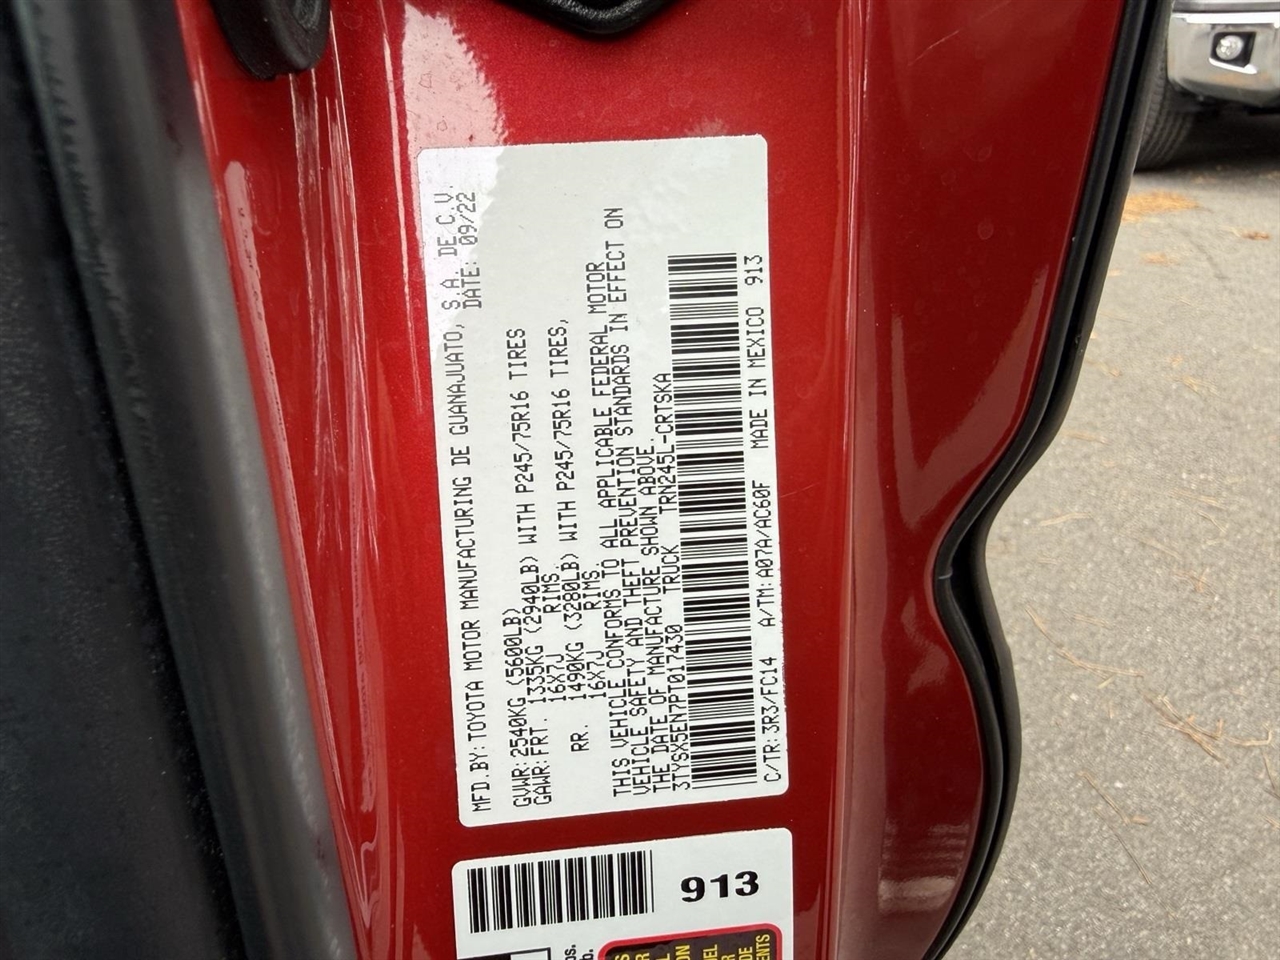 MFD.BY: TOYOTA MOTOR MANUFACTURING DE GUANAJUATO, S.A. DE C.V.
DATE: 09/22
GVWR: 2540KG (5600LB)
GAWR: FRT. 1335KG (2940LB) WITH P245/75R16 TIRES
16X7J RIMS.
RR. 1490KG (3280LB) WITH P245/75R16 TIRES,
16X7J RIMS.
THIS VEHICLE CONFORMS TO ALL APPLICABLE FEDERAL MOTOR
VEHICLE SAFETY AND THEFT PREVENTION STANDARDS IN EFFECT ON
THE DATE OF MANUFACTURE SHOWN ABOVE.
3TYSX5EN7PT017430 TRUCK TRN245L-CRTSKA
C/TR: 3R3/FC14 A/TM: A07A/AC60F MADE IN MEXICO 913
913